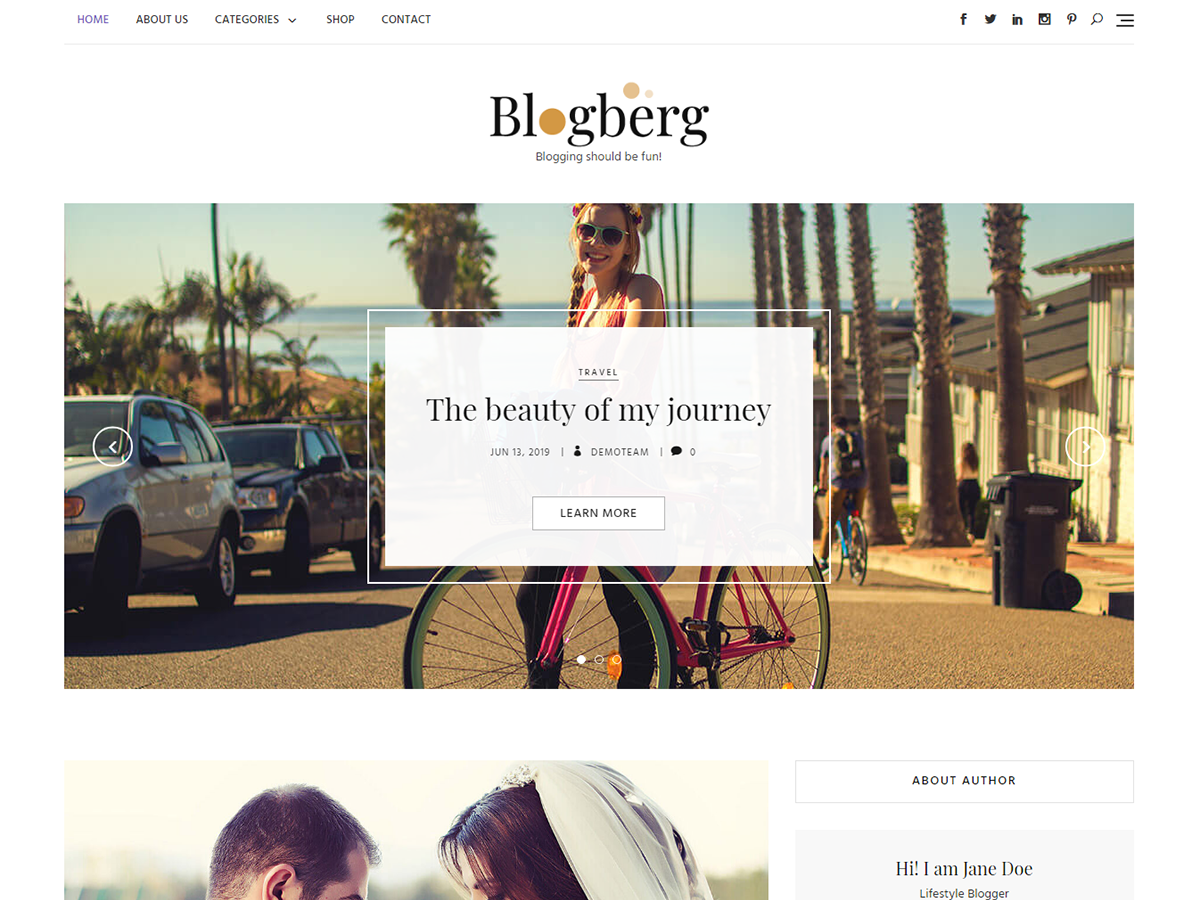 HOME ABOUT US CATEGORIES SHOP CONTACT
Blogberg
Blogging should be fun!
TRAVEL
The beauty of my journey
JUN 13, 2019 | DEMOTEAM | 0
LEARN MORE
ABOUT AUTHOR
Hi! I am Jane Doe
Lifestyle Blogger